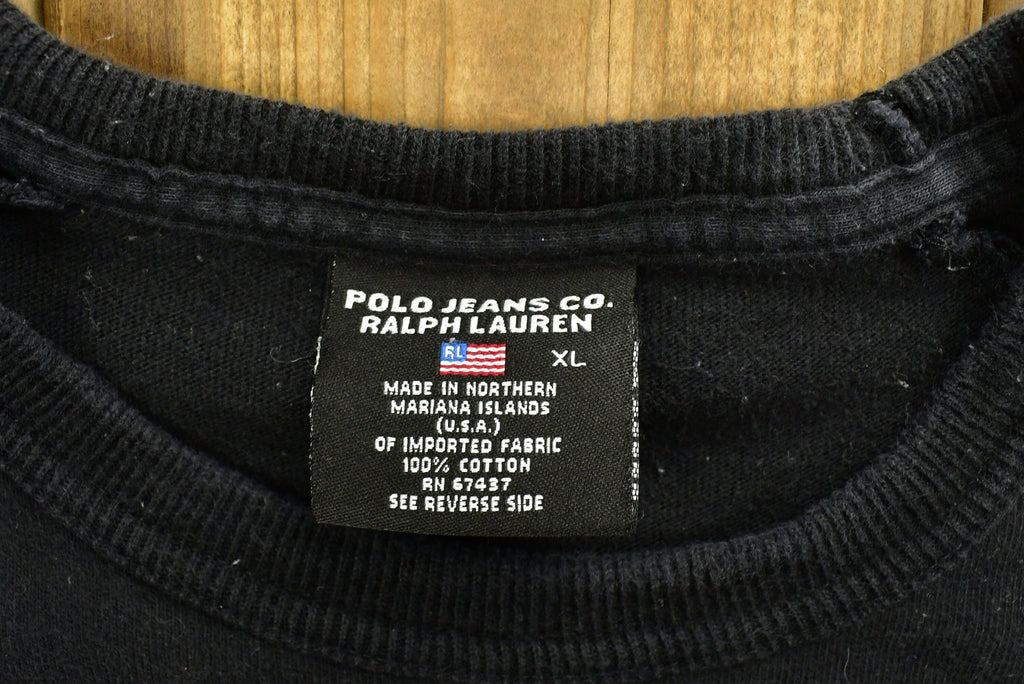 POLO JEANS CO.
RALPH LAUREN
RL
XL
MADE IN NORTHERN
MARIANA ISLANDS
(U.S.A.)
OF IMPORTED FABRIC
100% COTTON
RN 67437
SEE REVERSE SIDE